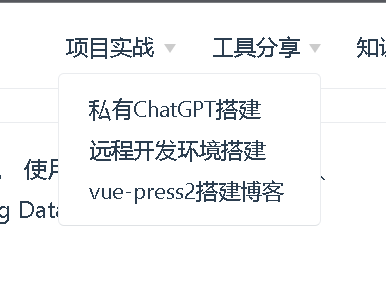 项目实战 工具分享
私有ChatGPT搭建
远程开发环境搭建
使
vue-press2搭建博客
g Data